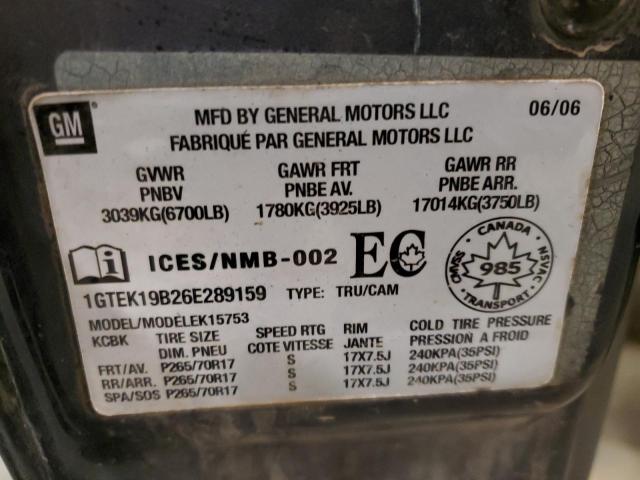 GM
MFD BY GENERAL MOTORS LLC 06/06
FABRIQUÉ PAR GENERAL MOTORS LLC
GVWR GAWR FRT GAWR RR
PNBV PNBE AV. PNBE ARR.
3039KG(6700LB) 1780KG(3925LB) 17014KG(3750LB)
i ICES/NMB-002 EC
CANADA
CMVSS 985 NSVAC
TRANSPORT
1GTEK19B26E289159 TYPE: TRU/CAM
MODEL/MODÈLEK15753
KCBK TIRE SIZE SPEED RTG RIM COLD TIRE PRESSURE
DIM. PNEU COTE VITESSE JANTE PRESSION A FROID
FRT/AV. P265/70R17 S 17X7.5J 240KPA(35PSI)
RR/ARR. P265/70R17 S 17X7.5J 240KPA(35PSI)
SPA/SOS P265/70R17 S 17X7.5J 240KPA(35PSI)